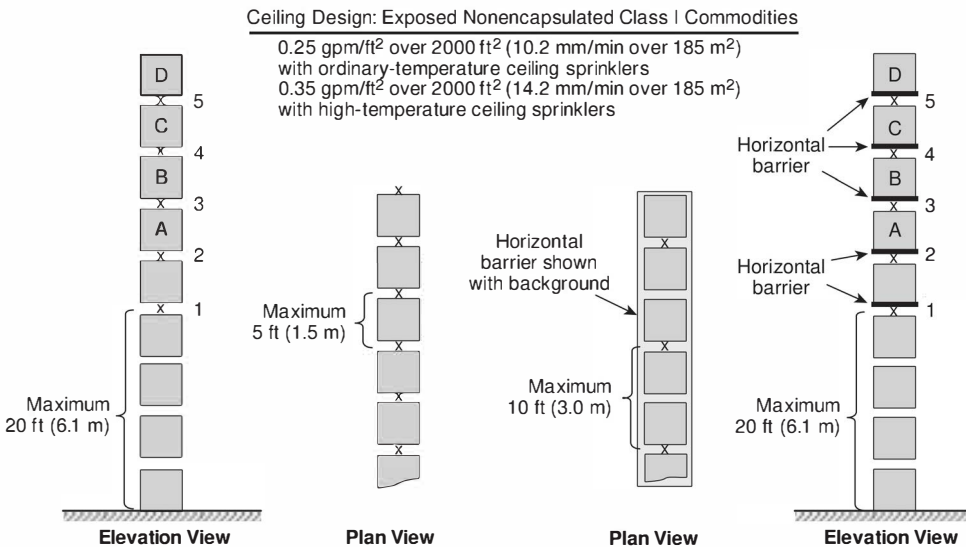 Ceiling Design: Exposed Nonencapsulated Class I Commodities
0.25 gpm/ft² over 2000 ft² (10.2 mm/min over 185 m²)
with ordinary-temperature ceiling sprinklers
0.35 gpm/ft² over 2000 ft² (14.2 mm/min over 185 m²)
with high-temperature ceiling sprinklers
D
x 5
C
x 4
B
x 3
A
x 2
x 1
Maximum
20 ft (6.1 m)
Elevation View
x
x
x
Maximum
5 ft (1.5 m)
x
x
x
Plan View
Horizontal
barrier shown
with background
x
x
Maximum
10 ft (3.0 m)
x
Plan View
D
x 5
C
x 4
Horizontal
barrier
B
x 3
A
x 2
Horizontal
barrier
x 1
Maximum
20 ft (6.1 m)
Elevation View